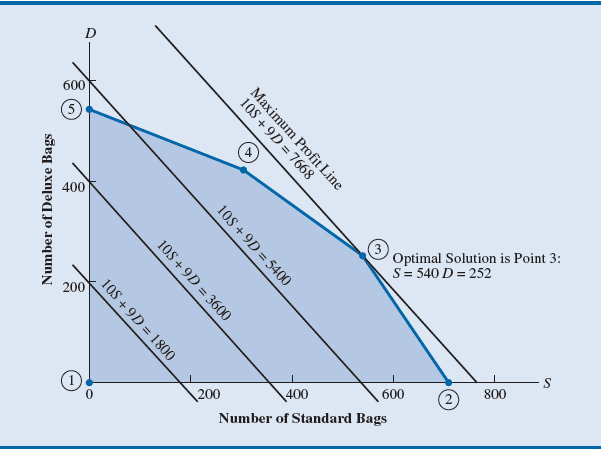 D
600
5
Maximum Profit Line
10S + 9D = 7668
4
Number of Deluxe Bags
400
10S + 9D = 5400
3
Optimal Solution is Point 3:
S = 540 D = 252
10S + 9D = 3600
200
10S + 9D = 1800
1
S
0
200
400
600
800
2
Number of Standard Bags